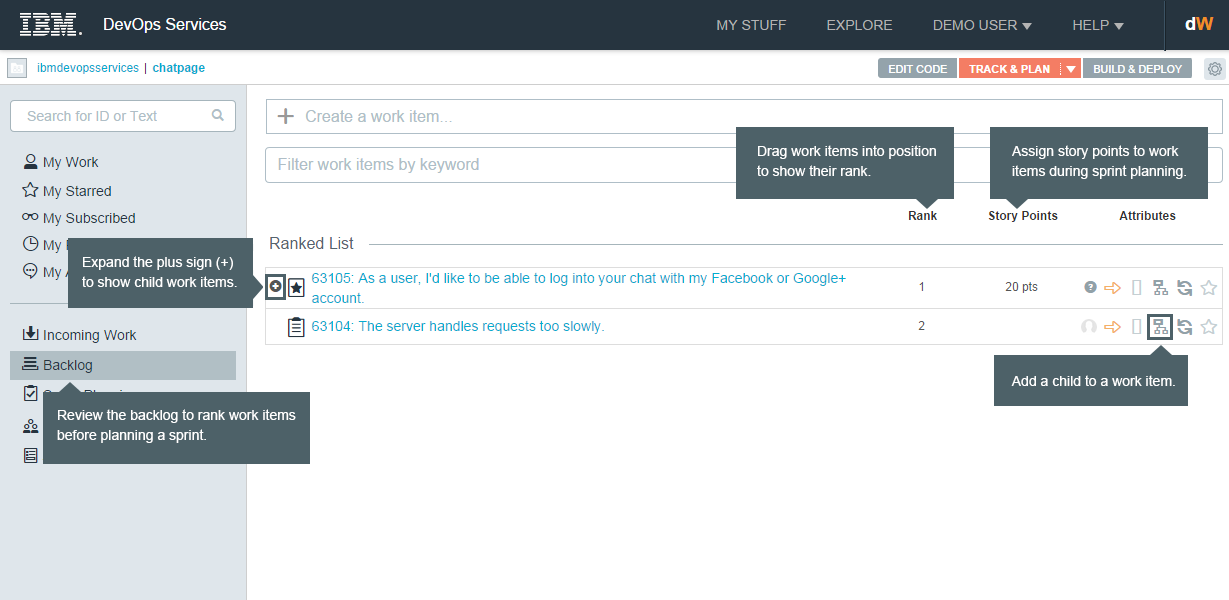 IBM. DevOps Services
MY STUFF EXPLORE DEMO USER HELP dW
ibmdevopsservices | chatpage
EDIT CODE TRACK & PLAN BUILD & DEPLOY
Search for ID or Text
My Work
My Starred
My Subscribed
My
My
Expand the plus sign (+)
to show child work items.
Incoming Work
Backlog
Review the backlog to rank work items
before planning a sprint.
Create a work item...
Filter work items by keyword
Drag work items into position
to show their rank.
Assign story points to work
items during sprint planning.
Rank Story Points Attributes
Ranked List
63105: As a user, I'd like to be able to log into your chat with my Facebook or Google+
account.
1 20 pts
63104: The server handles requests too slowly.
2
Add a child to a work item.